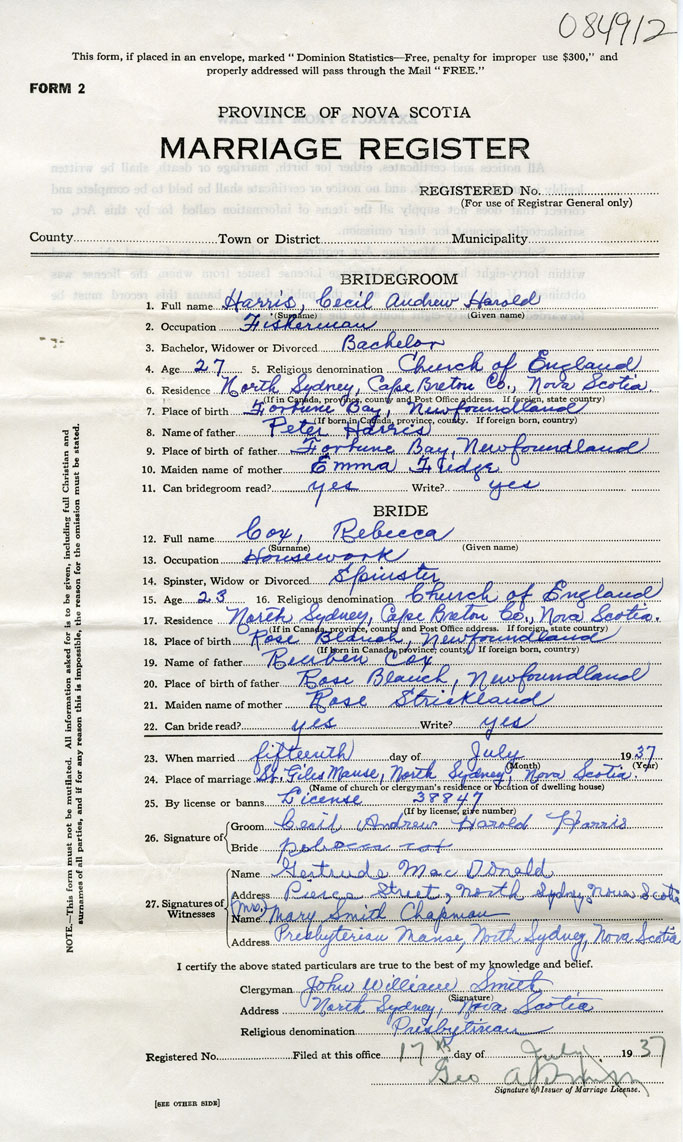 084912
This form, if placed in an envelope, marked "Dominion Statistics—Free, penalty for improper use $300," and
properly addressed will pass through the Mail "FREE."
FORM 2
PROVINCE OF NOVA SCOTIA
MARRIAGE REGISTER
REGISTERED No.
(For use of Registrar General only)
County Town or District Municipality
BRIDEGROOM
1. Full name Harris, Cecil Andrew Harold
(Surname) (Given name)
2. Occupation Fisherman
3. Bachelor, Widower or Divorced Bachelor
4. Age 27 5. Religious denomination Church of England
6. Residence North Sydney, Cape Breton Co., Nova Scotia.
(If in Canada, province, county and Post Office address. If foreign, state country)
7. Place of birth Fortune Bay, Newfoundland
(If born in Canada, province, county. If foreign born, country)
8. Name of father Peter Harris
9. Place of birth of father Fortune Bay, Newfoundland
10. Maiden name of mother Emma Fudge
11. Can bridegroom read? yes Write? yes
BRIDE
12. Full name Cox, Rebecca
(Surname) (Given name)
13. Occupation Housework
14. Spinster, Widow or Divorced Spinster
15. Age 23 16. Religious denomination Church of England
17. Residence North Sydney, Cape Breton Co., Nova Scotia.
(If in Canada, province, county and Post Office address. If foreign, state country)
18. Place of birth Rose Blanch, Newfoundland
(If born in Canada, province, county. If foreign born, country)
19. Name of father Reuben Cox
20. Place of birth of father Rose Blanch, Newfoundland
21. Maiden name of mother Rose Strickland
22. Can bride read? yes Write? yes
23. When married fifteenth day of July 1937
(Month) (Year)
24. Place of marriage St. Giles Manse, North Sydney, Nova Scotia.
(Name of church or clergyman's residence or location of dwelling house)
25. By license or banns License 38847
(If by license, give number)
26. Signature of Groom Cecil Andrew Harold Harris
Bride Rebecca Cox
27. Signatures of Witnesses
Name Gertrude MacDonald
Address Pierce Street, North Sydney, Nova Scotia
(Mrs.) Name Mary Smith Chapman
Address Presbyterian Manse, North Sydney, Nova Scotia
I certify the above stated particulars are true to the best of my knowledge and belief.
Clergyman John William Smith
(Signature)
Address North Sydney, Nova Scotia
Religious denomination Presbyterian
Registered No. Filed at this office 17th day of July 1937
Geo A
Signature of Issuer of Marriage License.
[SEE OTHER SIDE]
NOTE.—This form must not be mutilated. All information asked for is to be given, including full Christian and
surnames of all parties, and if for any reason this is impossible, the reason for the omission must be stated.